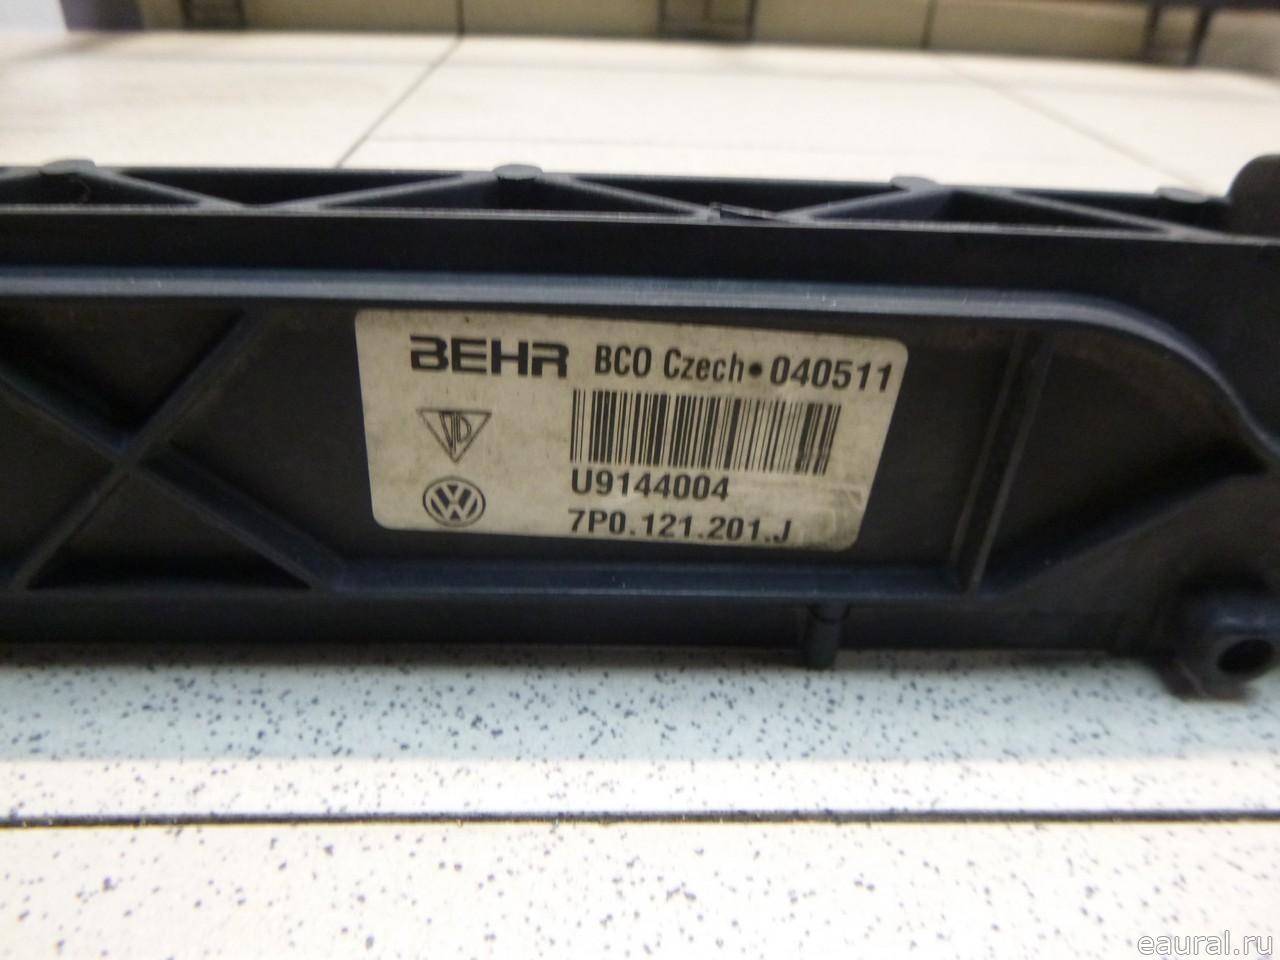 BEHR BCO Czech • 040511
U9144004
7P0.121.201.J
eaural.ru